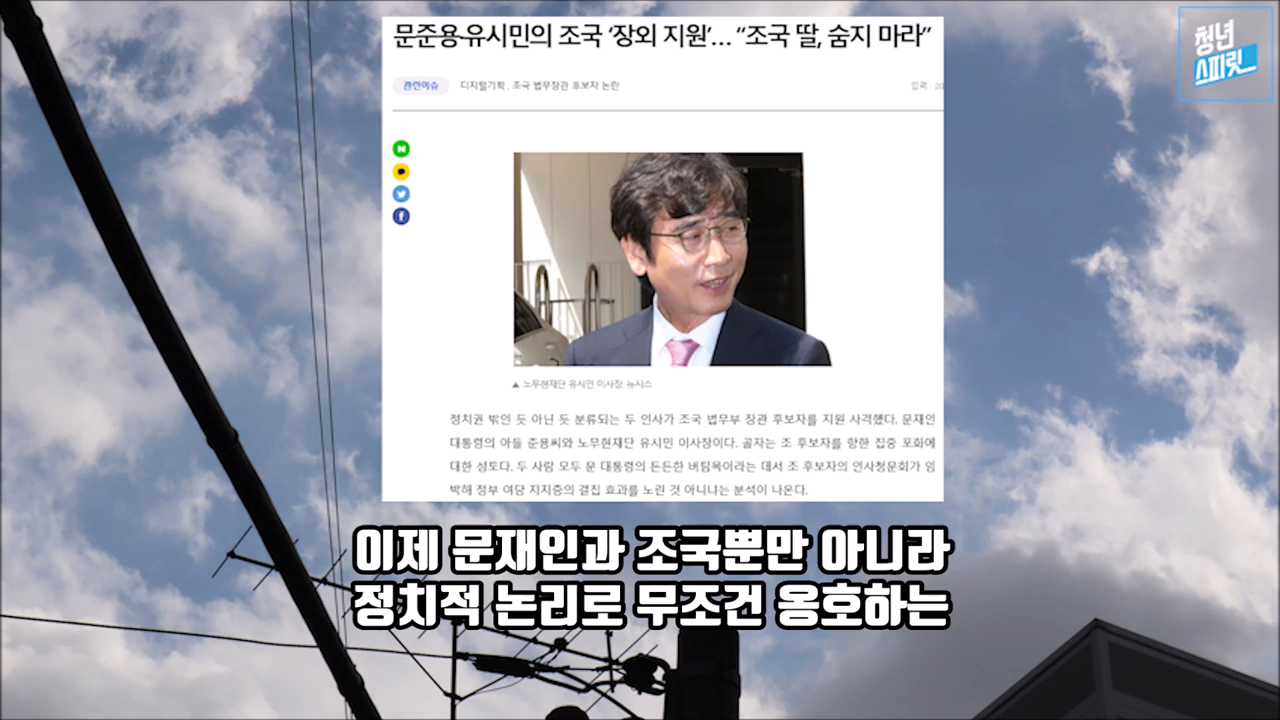 문준용·유시민의 조국 ‘장외 지원’… “조국 딸, 숨지 마라”
청년
스피릿
관련이슈 디지털기획 , 조국 법무장관 후보자 논란
입력 : 20
▲ 노무현재단 유시민 이사장. 뉴시스
정치권 밖인 듯 아닌 듯 분류되는 두 인사가 조국 법무부 장관 후보자를 지원 사격했다. 문재인
대통령의 아들 준용씨와 노무현재단 유시민 이사장이다. 골자는 조 후보자를 향한 집중 포화에
대한 성토다. 두 사람 모두 문 대통령의 든든한 버팀목이라는 데서 조 후보자의 인사청문회가 임
박해 정부 여당 지지층의 결집 효과를 노린 것 아니냐는 분석이 나온다.
이제 문재인과 조국뿐만 아니라
정치적 논리로 무조건 옹호하는